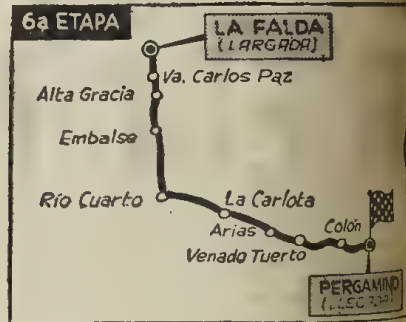 6a ETAPA
LA FALDA
(LARGADA)
Va. Carlos Paz
Alta Gracia
Embalse
Río Cuarto
La Carlota
Arias
Colón
Venado Tuerto
PERGAMINO
(LLEGADA)